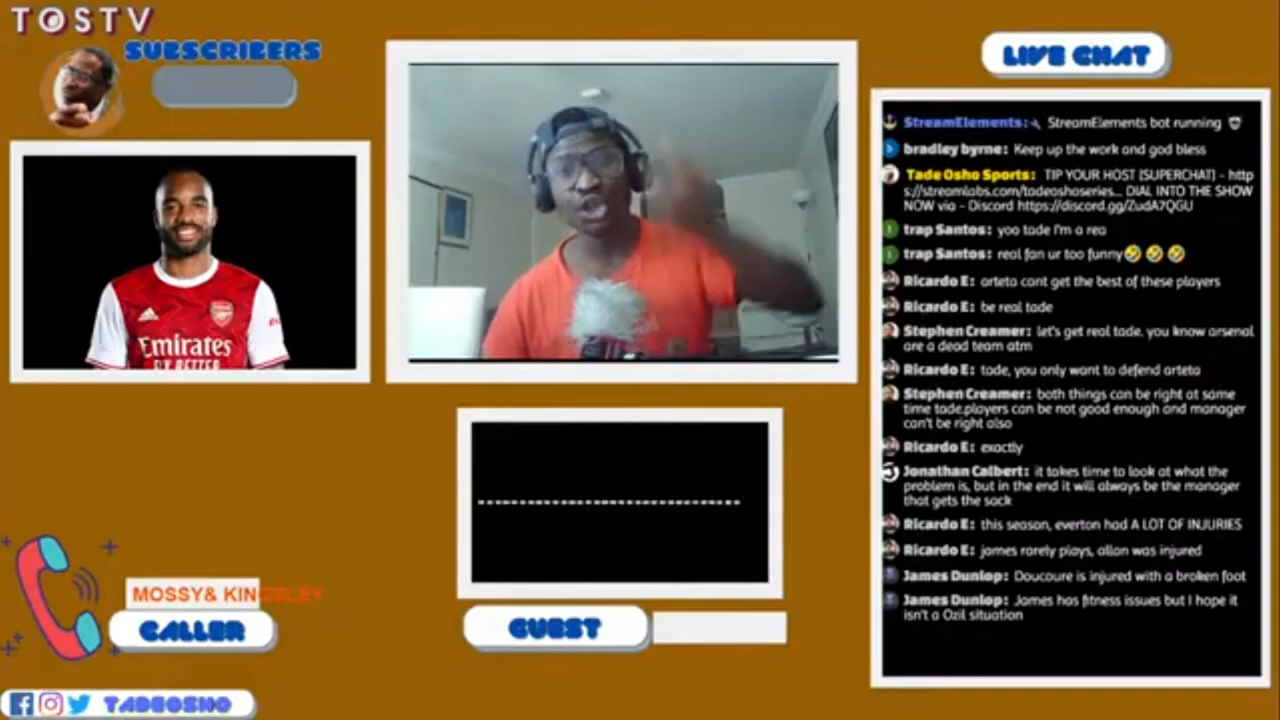 TOSTV
SUBSCRIBERS
Emirates
FLY BETTER
MOSSY& KINGSLEY
CALLER
TADEOSHO
GUEST
LIVE CHAT
StreamElements: StreamElements bot running
bradley byrne: Keep up the work and god bless
Tade Osho Sports: TIP YOUR HOST (SUPERCHAT) - http
s://streamlabs.com/tadeoshoseries... DIAL INTO THE SHOW
NOW via - Discord https://discord.gg/ZudA7QGU
trap Santos: yoo tade I'm a rea
trap Santos: real fan ur too funny🤣🤣🤣
Ricardo E: arteta cant get the best of these players
Ricardo E: be real tade
Stephen Creamer: let's get real tade. you know arsenal
are a dead team atm
Ricardo E: tade, you only want to defend arteta
Stephen Creamer: both things can be right at same
time tade.players can be not good enough and manager
can't be right also
Ricardo E: exactly
Jonathan Calbert: it takes time to look at what the
problem is, but in the end it will always be the manager
that gets the sack
Ricardo E: this season, everton had A LOT OF INJURIES
Ricardo E: james rarely plays, allan was injured
James Dunlop: Doucoure is injured with a broken foot
James Dunlop: James has fitness issues but I hope it
isn't a Ozil situation